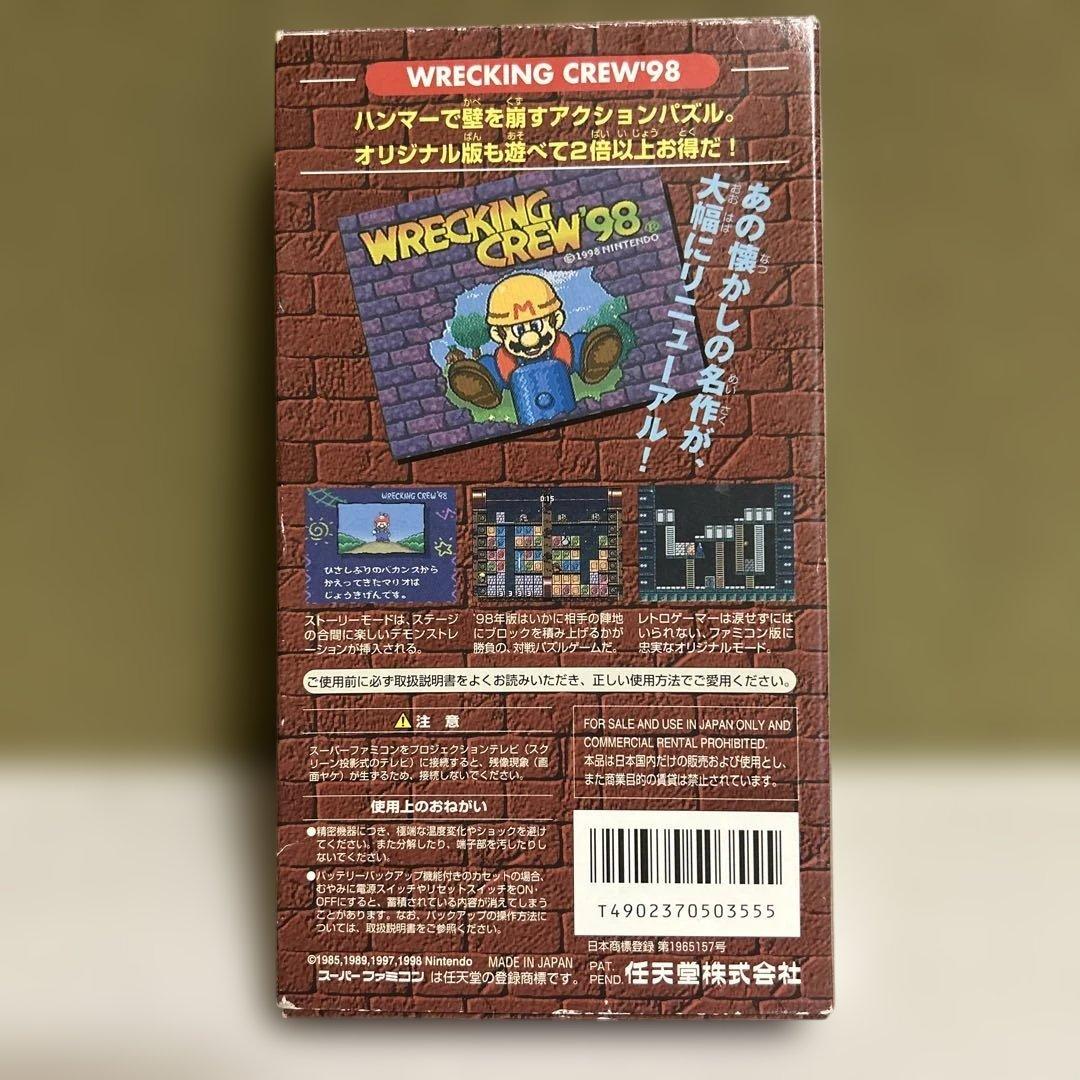 WRECKING CREW'98
ハンマーで壁を崩すアクションパズル。
オリジナル版も遊べて2倍以上お得だ！
あの懐かしの名作が、
大幅にリニューアル！
WRECKING
CREW'98
©1998 NINTENDO
M
WRECKING CREW'98
ひさしぶりのバカンスから
かえってきたマリオは
じょうきげんです。
0:15
3 3 3
ストーリーモードは、ステージ
の合間に楽しいデモンストレ
ーションが挿入される。
'98年版はいかに相手の陣地
にブロックを積み上げるかが
勝負の、対戦パズルゲームだ。
レトロゲーマーは涙せずには
いられない、ファミコン版に
忠実なオリジナルモード。
ご使用前に必ず取扱説明書をよくお読みいただき、正しい使用方法でご愛用ください。
注 意
スーパーファミコンをプロジェクションテレビ（スク
リーン投影式のテレビ）に接続すると、残像現象（画
面ヤケ）が生ずるため、接続しないでください。
使用上のおねがい
●精密機器につき、極端な温度変化やショックを避け
てください。また分解したり、端子部を汚したりし
ないでください。
●バッテリーバックアップ機能付きのカセットの場合、
むやみに電源スイッチやリセットスイッチをON・
OFFにすると、蓄積されている内容が消えてしまう
ことがあります。なお、バックアップの操作方法に
ついては、取扱説明書をご参照ください。
FOR SALE AND USE IN JAPAN ONLY AND
COMMERCIAL RENTAL PROHIBITED.
本品は日本国内だけの販売および使用とし、
また商業目的の賃貸は禁止されています。
T4902370503555
日本商標登録 第1965157号
©1985,1989,1997,1998 Nintendo MADE IN JAPAN
スーパーファミコン は任天堂の登録商標です。
PAT.
PEND.
任天堂株式会社